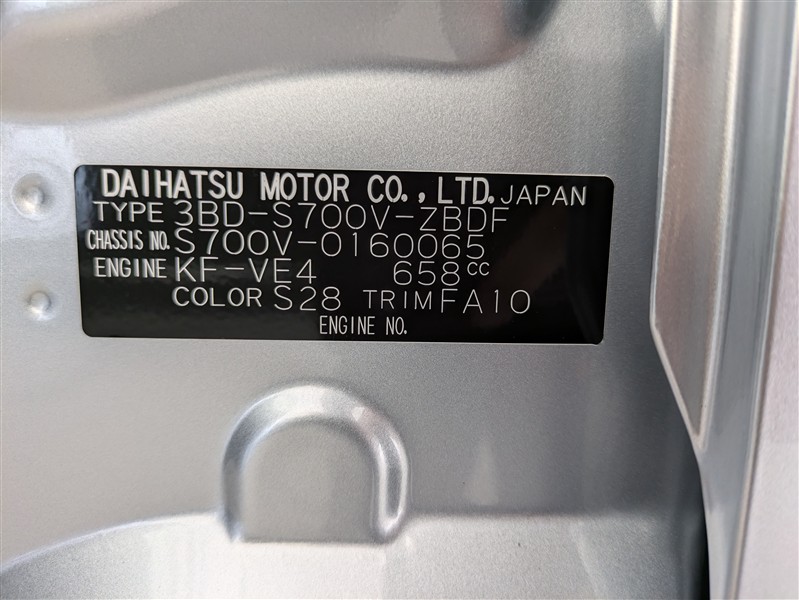 DAIHATSU MOTOR CO., LTD. JAPAN
TYPE 3BD-S700V-ZBDF
CHASSIS NO. S700V-0160065
ENGINE KF-VE4 658cc
COLOR S28 TRIM FA10
ENGINE NO.